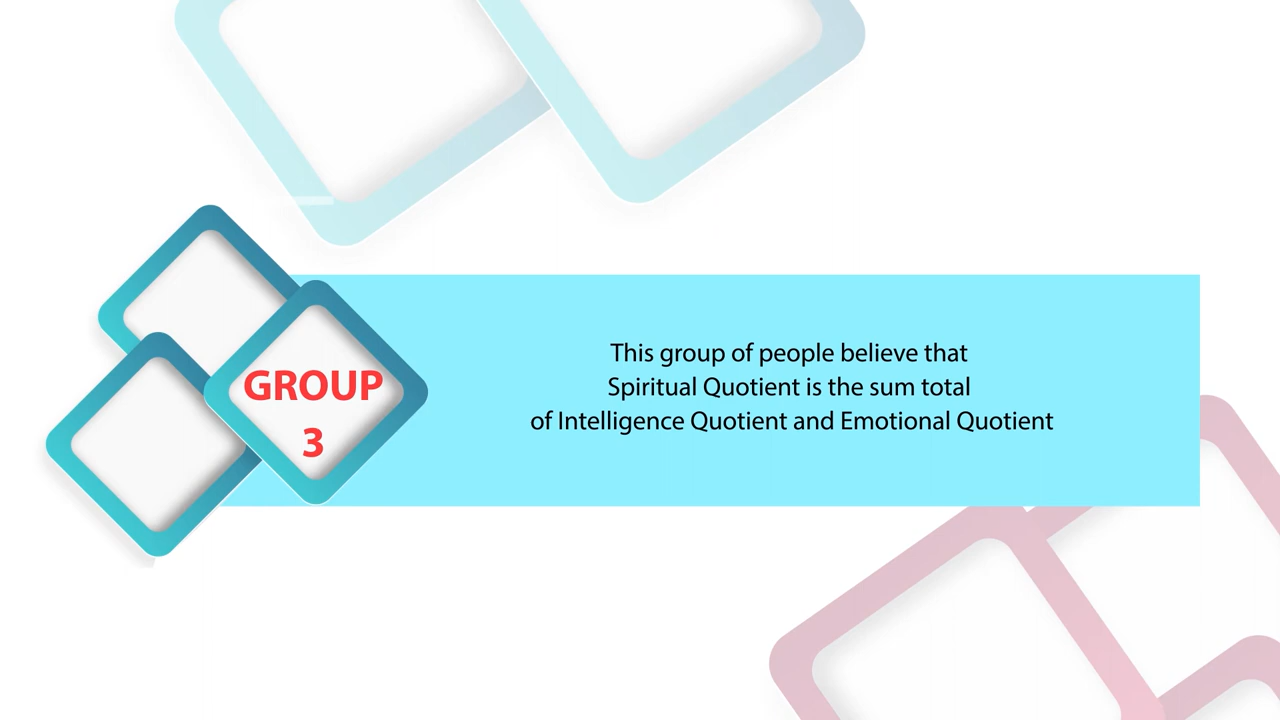 GROUP
3
This group of people believe that
Spiritual Quotient is the sum total
of Intelligence Quotient and Emotional Quotient